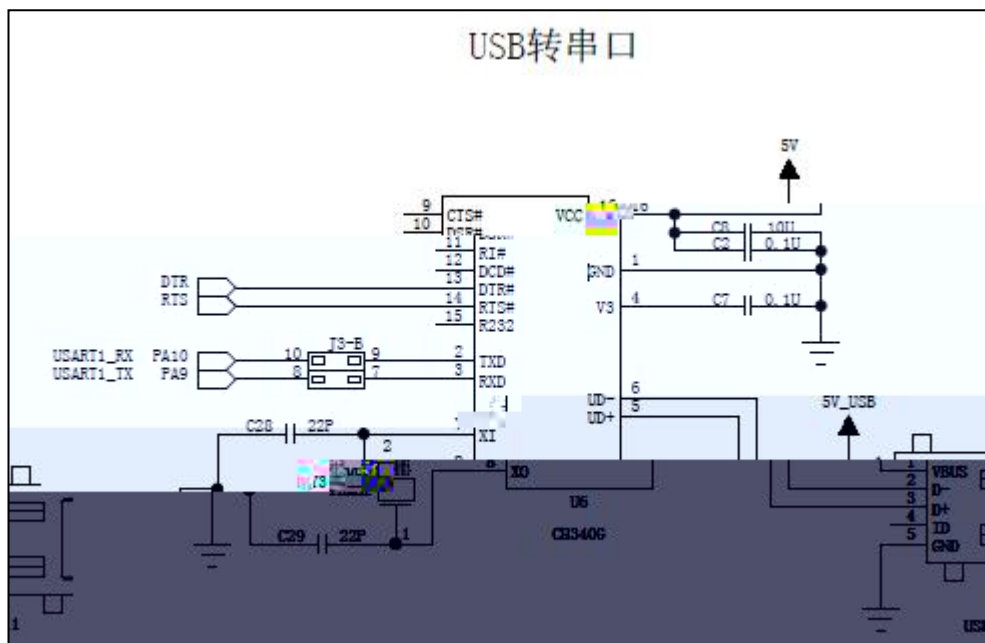 USB转串口
5V
9 CTS# VCC
10
C8 10U
11 RI# C2 0.1U
12 DCD# GND 1
DTR 13 DTR#
RTS 14 RTS# V3 4 C7 0.1U
15 R232
J3-B
USART1_RX PA10 10 9 2 TXD
USART1_TX PA9 8 7 3 RXD
UD- 6
UD+ 5 5V_USB
C28 22P XI
2
XO 1 VBUS
U6 2 D-
3 D+
C29 22P 1 CH340G 4 ID
5 GND
1